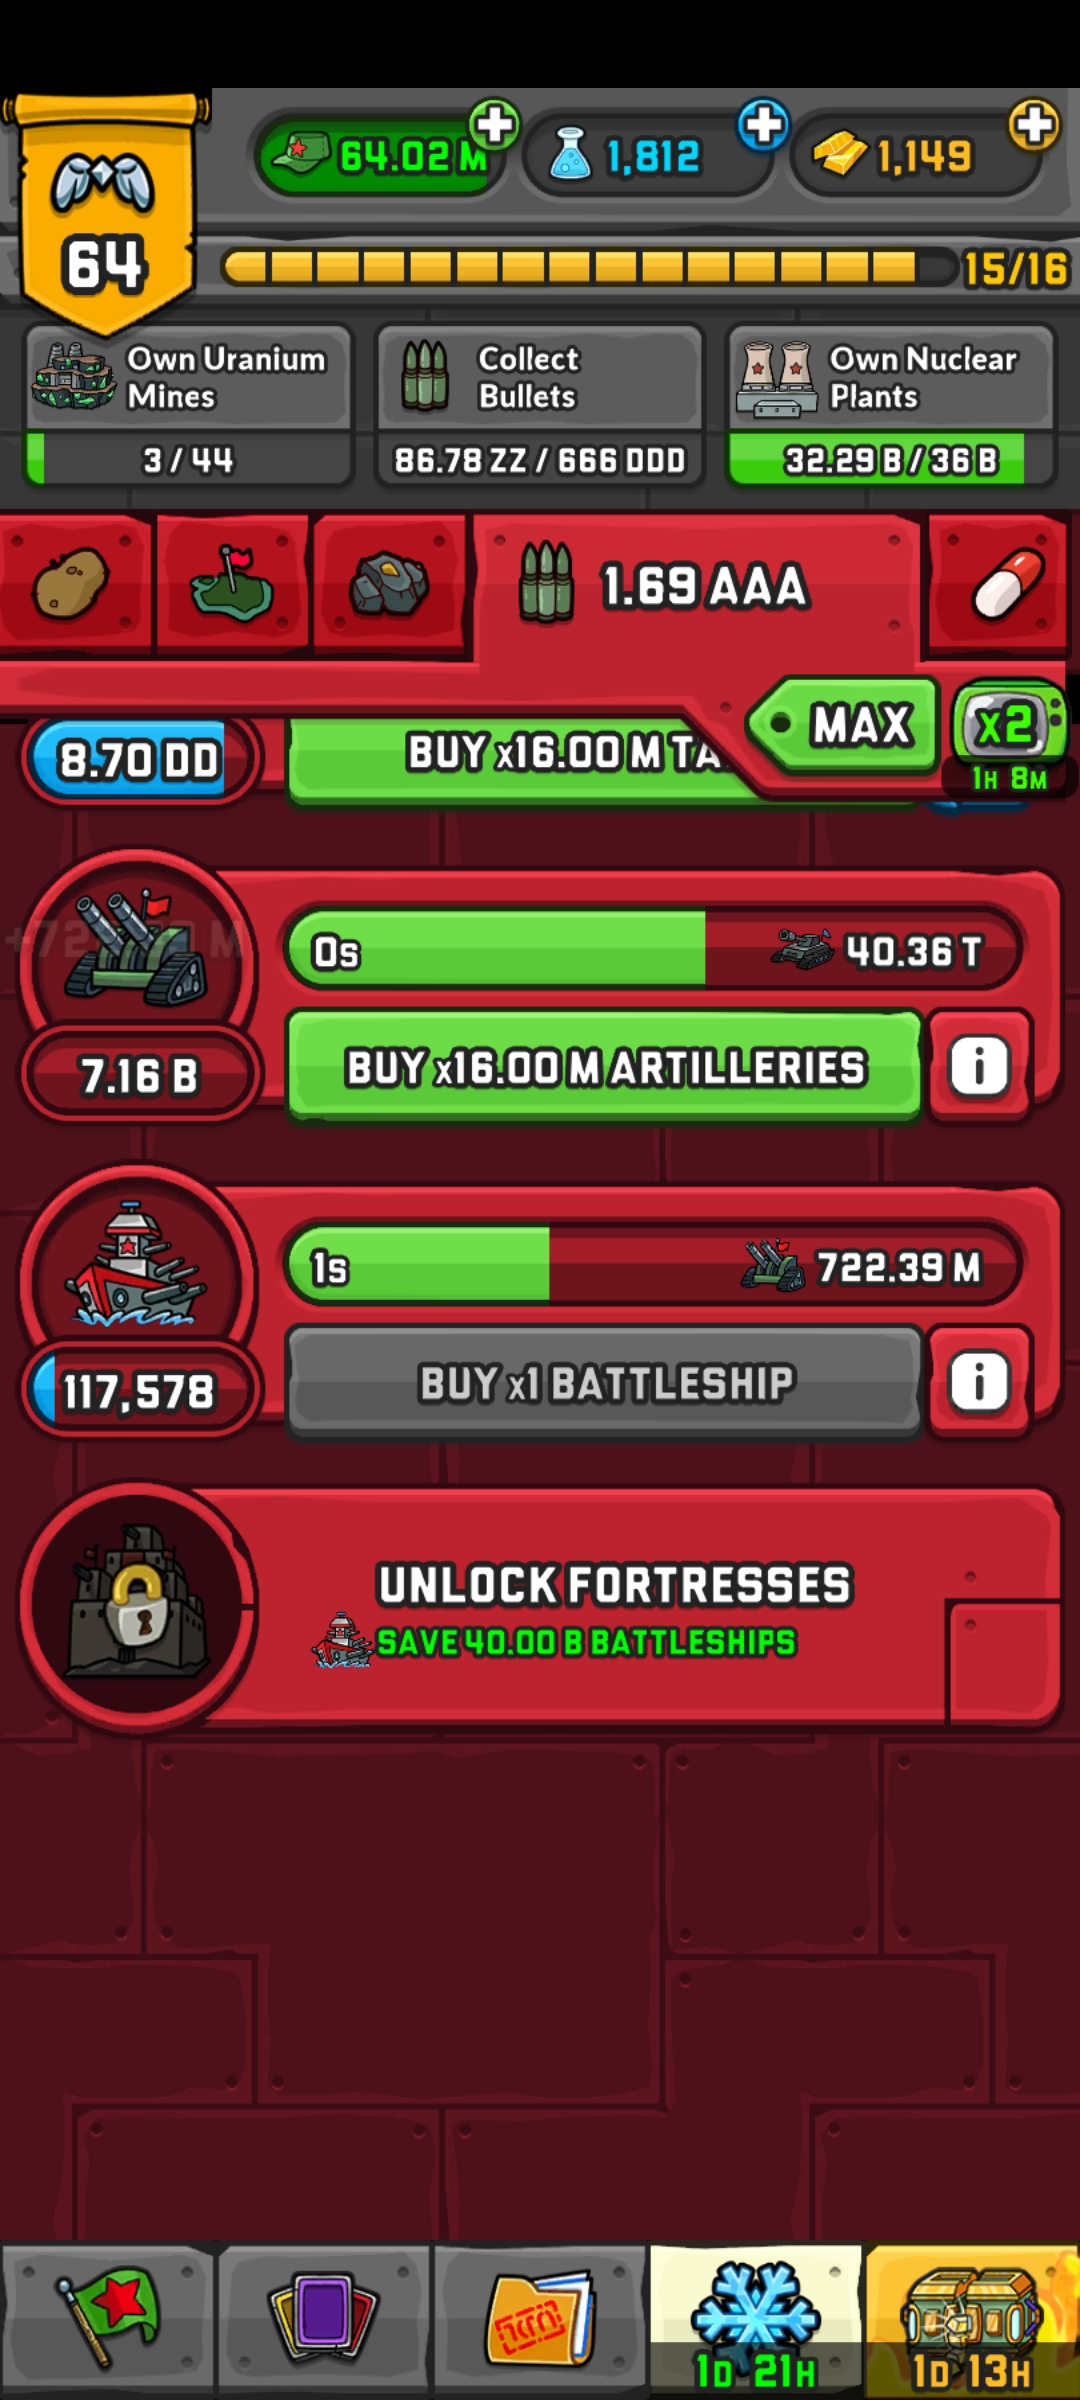 64.02 M
1,812
1,149
64
15/16
Own Uranium
Mines
3 / 44
Collect
Bullets
86.78 ZZ / 666 DDD
Own Nuclear
Plants
32.29 B / 36 B
1.69 AAA
MAX
x2
1H 8M
8.70 DD
BUY x16.00 M TA
0s
40.36 T
7.16 B
BUY x16.00 M ARTILLERIES
i
1s
722.39 M
117,578
BUY x1 BATTLESHIP
i
UNLOCK FORTRESSES
SAVE 40.00 B BATTLESHIPS
1D 21H
1D 13H